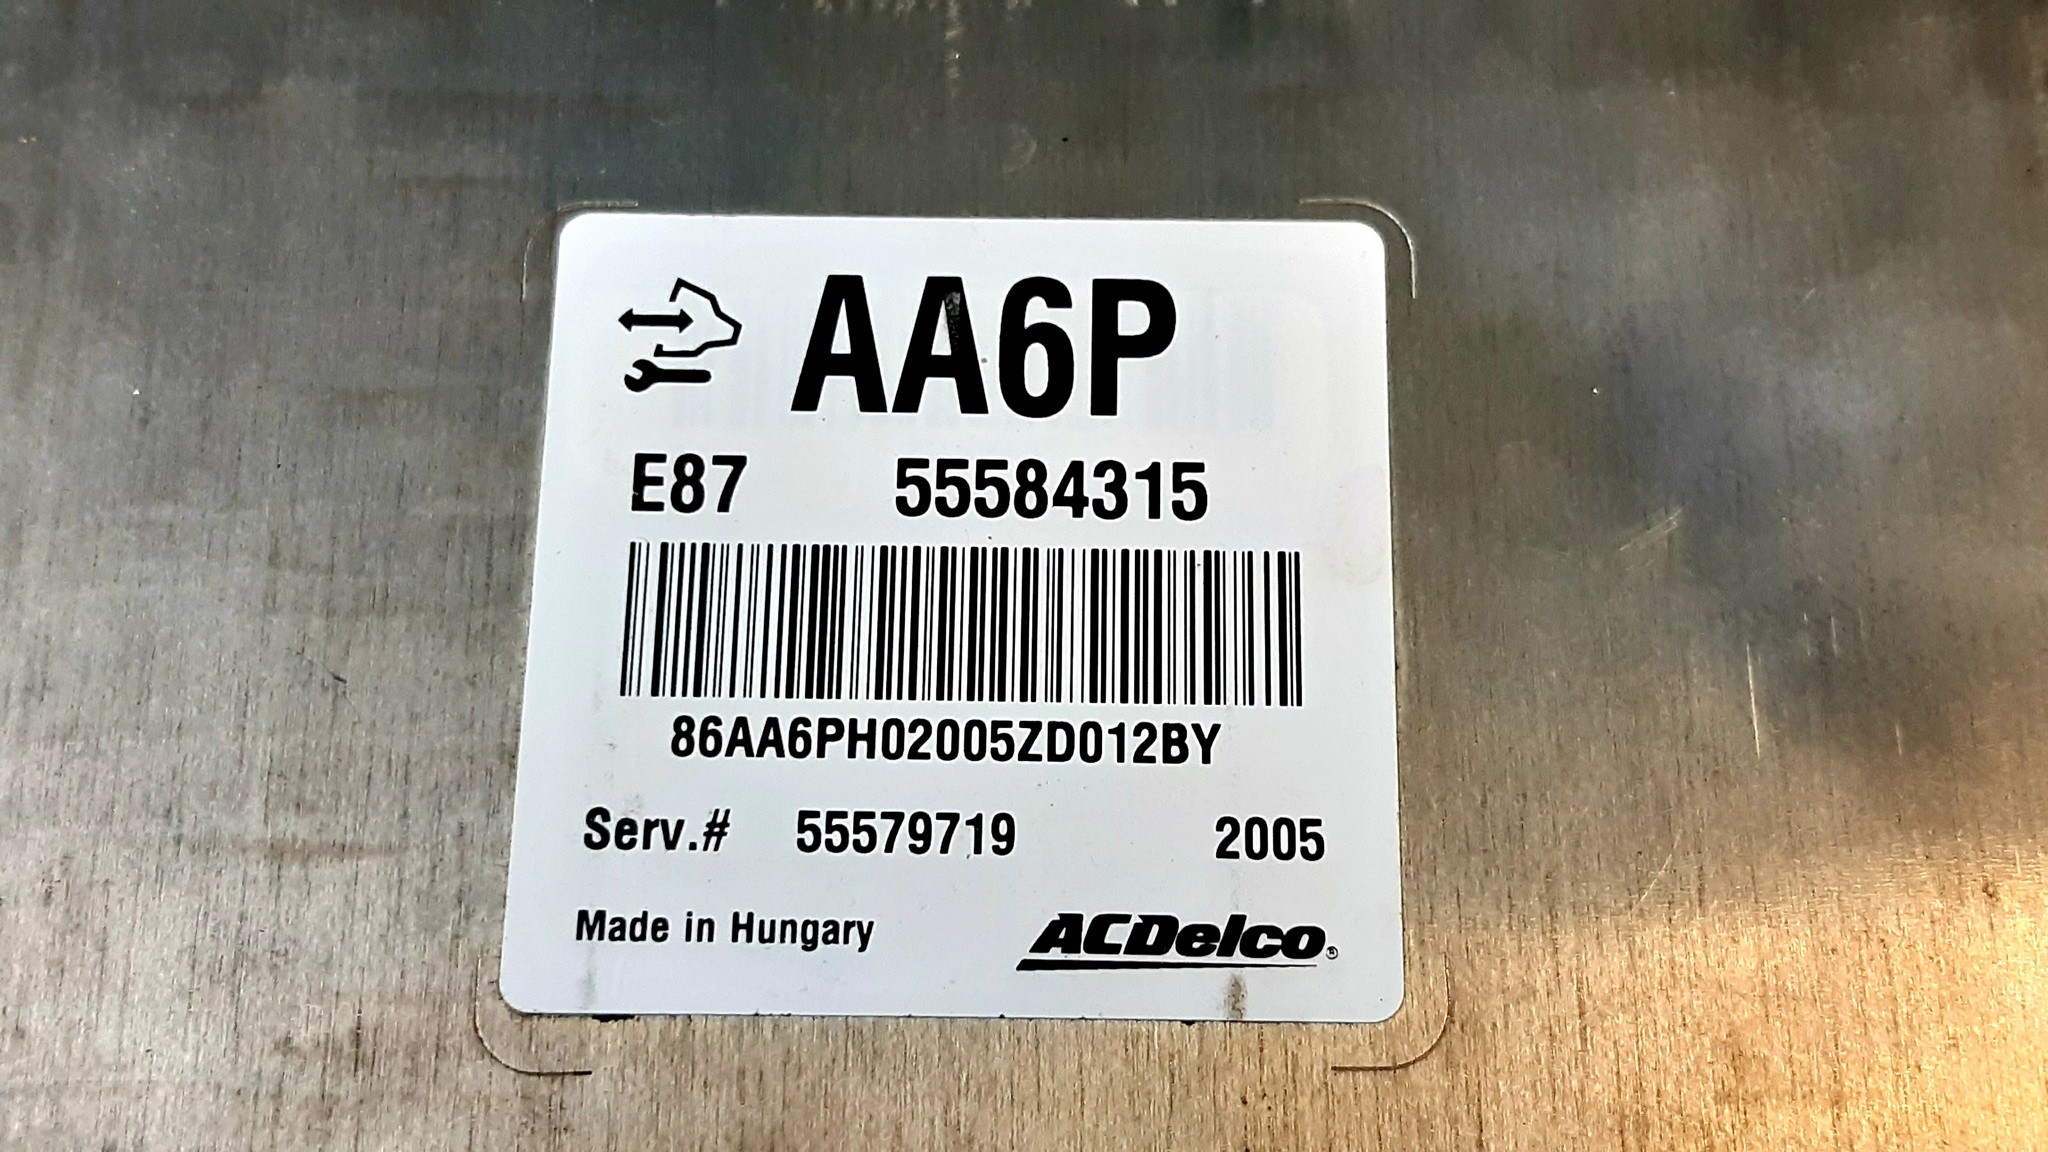 AA6P
E87 55584315
86AA6PH02005ZD012BY
Serv.# 55579719 2005
Made in Hungary ACDelco®